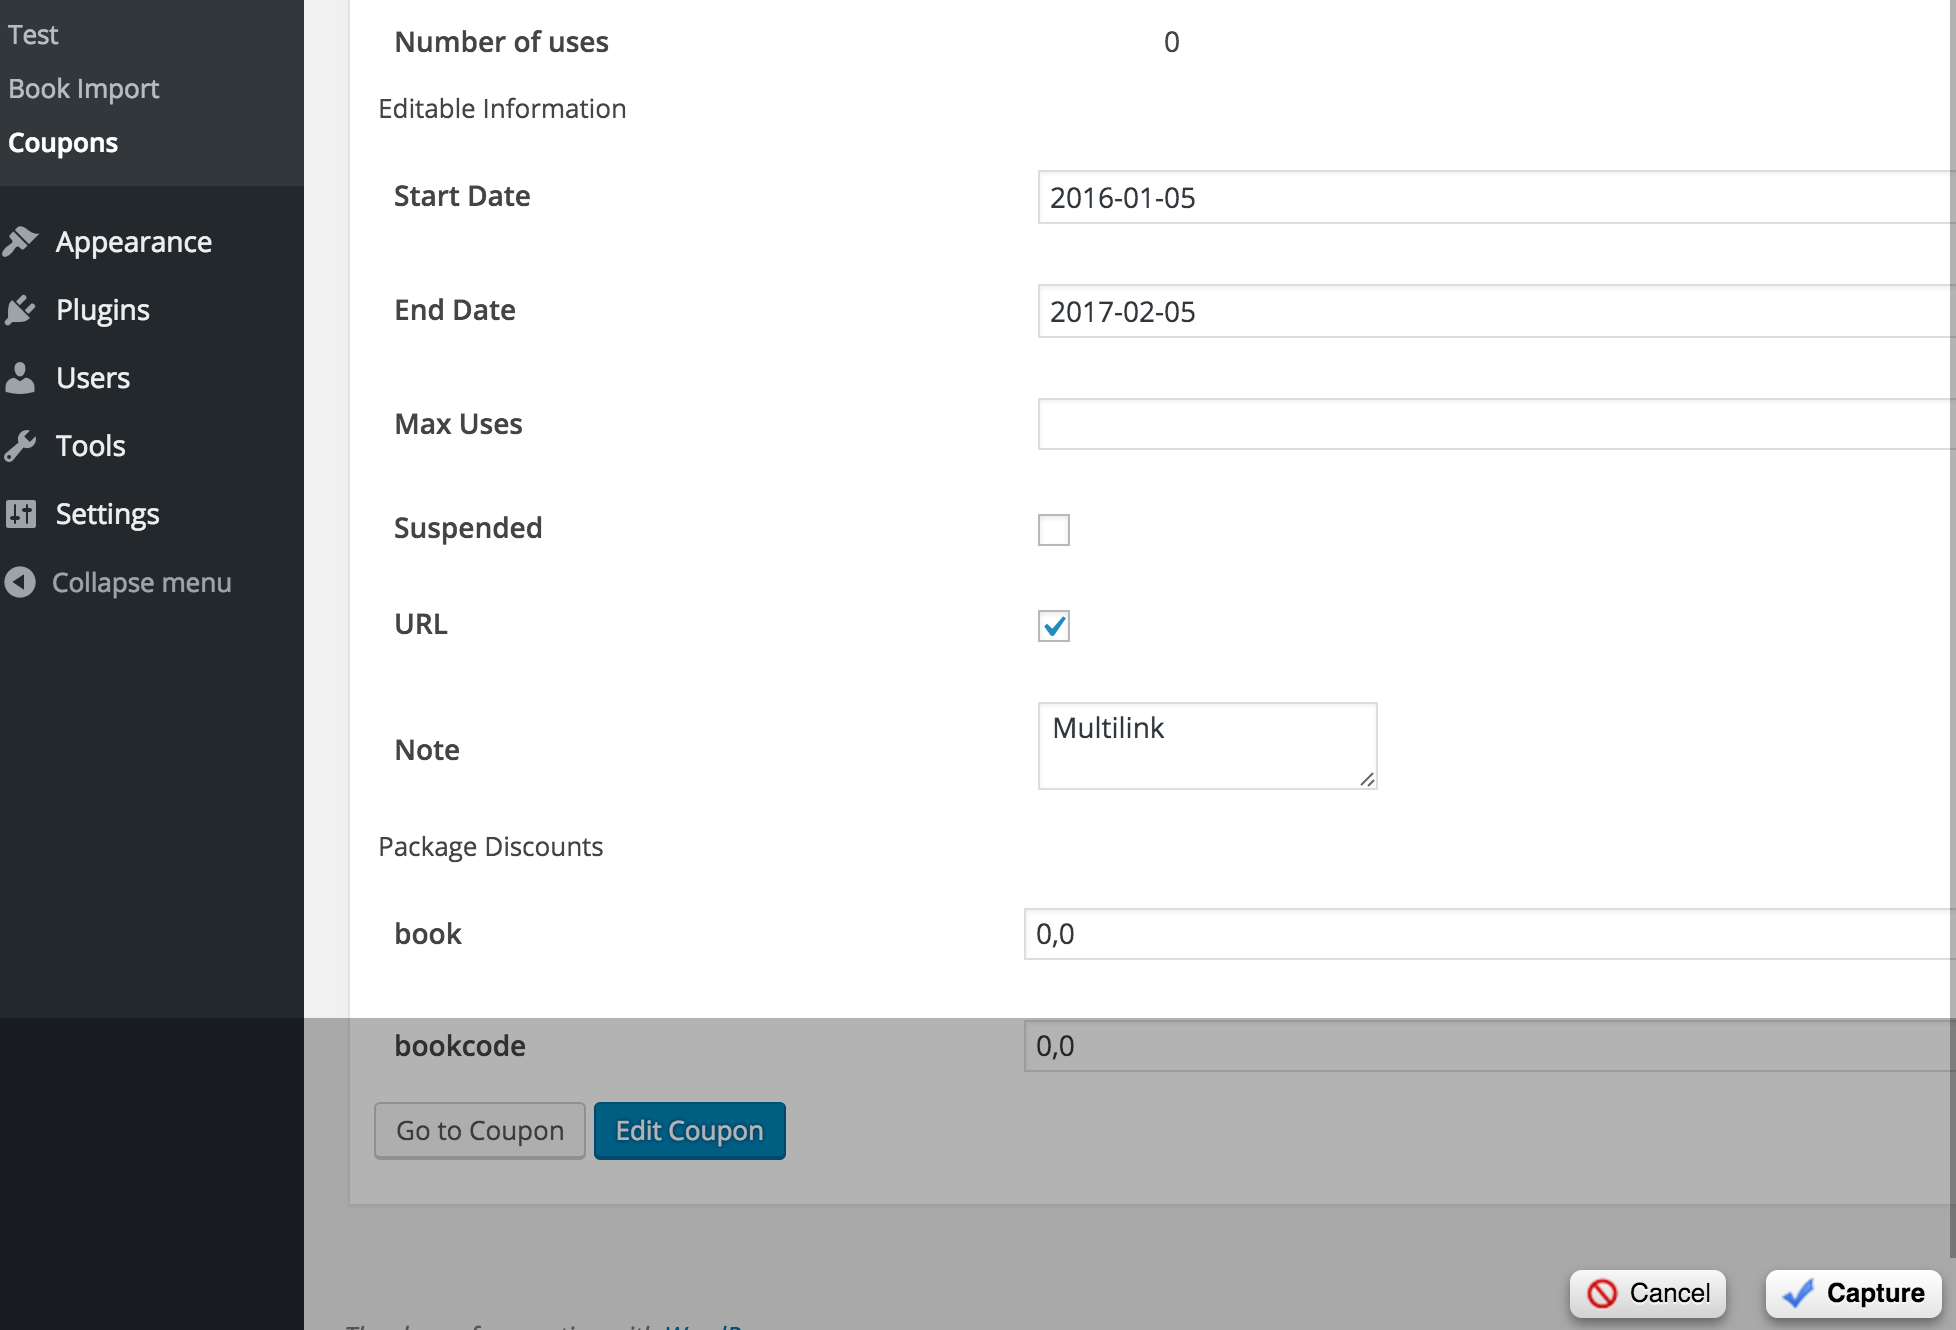 Test
Book Import
Coupons
Appearance
Plugins
Users
Tools
Settings
Collapse menu
Number of uses 0
Editable Information
Start Date 2016-01-05
End Date 2017-02-05
Max Uses
Suspended
URL
Note Multilink
Package Discounts
book 0,0
bookcode 0,0
Go to Coupon Edit Coupon
Cancel Capture